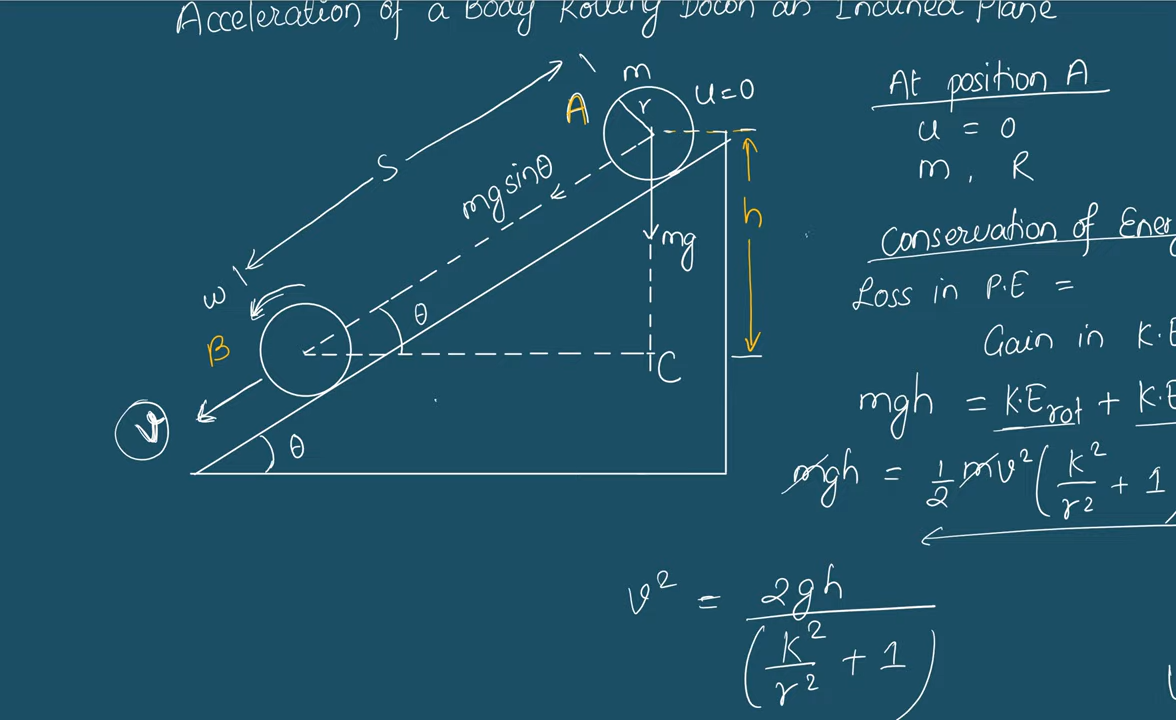 Acceleration of a Body Rolling Down an Inclined Plane
m
A
r
u=0
S
mg sinθ
h
mg
ω
θ
B
C
v
θ
At position A
u = 0
m, R
Conservation of Ener
Loss in P.E =
Gain in K.E
mgh = K.E_rot + K.E
mgh = 1/2 mv² (K²/r² + 1
v² = 2gh / (K²/r² + 1)